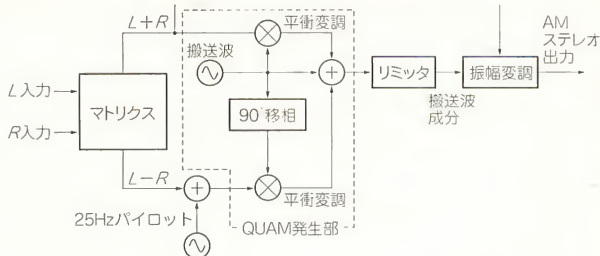 L+R
平衡変調
AM
ステレオ
出力
搬送波
リミッタ
振幅変調
L入力
マトリクス
R入力
90°移相
搬送波
成分
L−R
平衡変調
25Hzパイロット
QUAM発生部